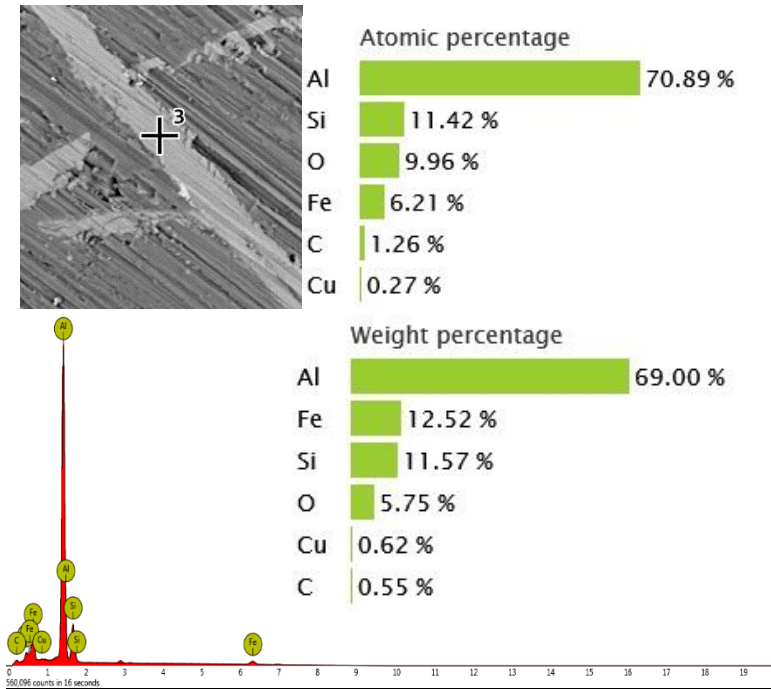 3
Atomic percentage
Al 70.89 %
Si 11.42 %
O 9.96 %
Fe 6.21 %
C 1.26 %
Cu 0.27 %
Weight percentage
Al 69.00 %
Fe 12.52 %
Si 11.57 %
O 5.75 %
Cu 0.62 %
C 0.55 %
Al
Al
Si
Fe
Fe
C
Cu
Si
Fe
0 1 2 3 4 5 6 7 8 9 10 11 12 13 14 15 16 17 18 19
560,096 counts in 16 seconds